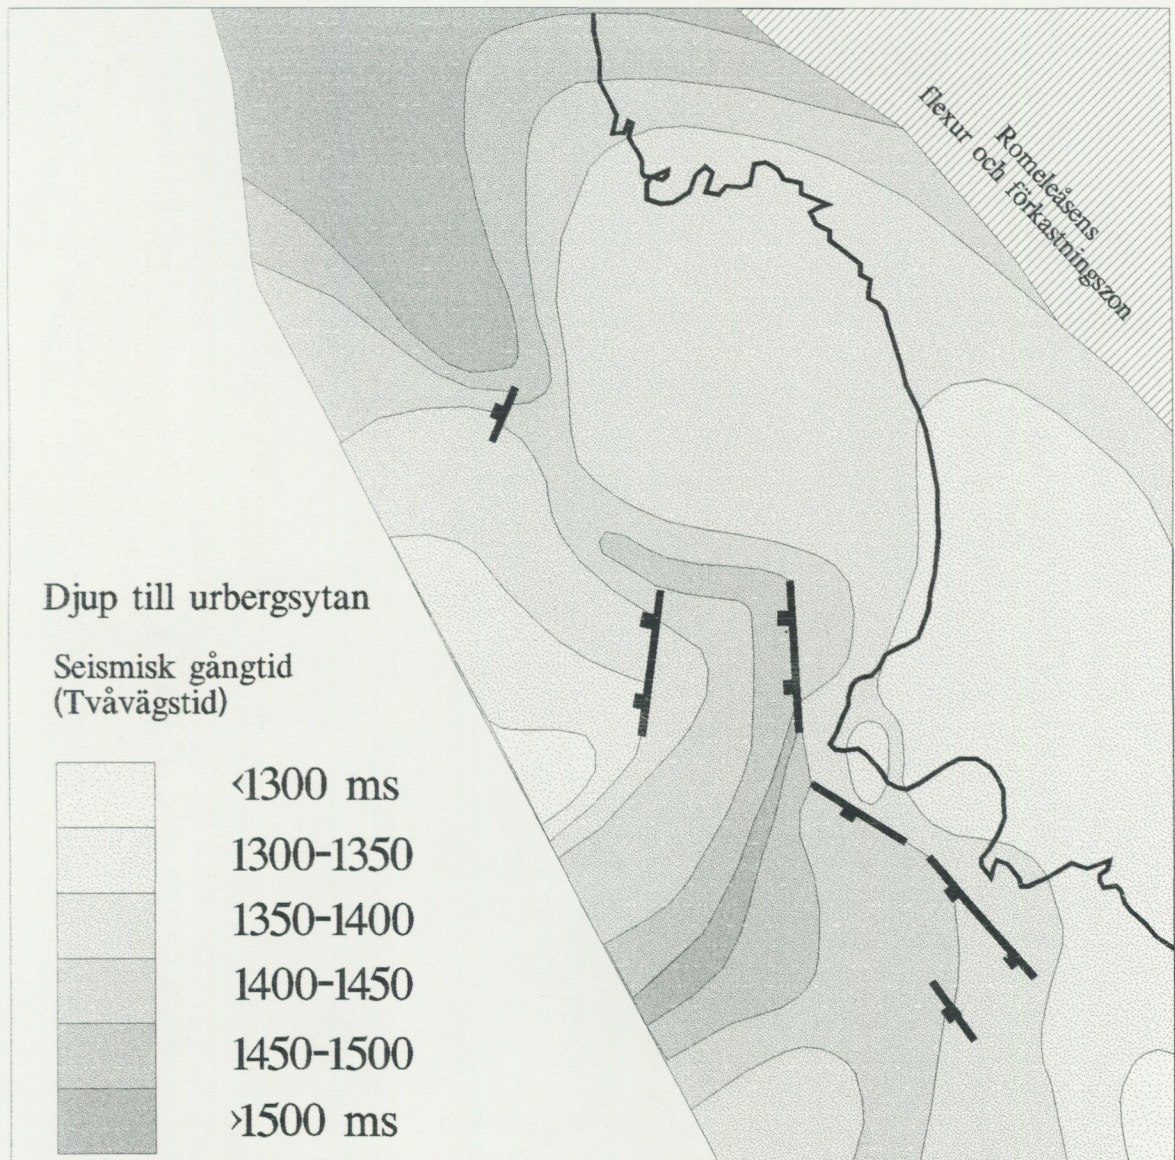 Romeleåsens
flexur och förkastningszon
Djup till urbergsytan
Seismisk gångtid
(Tvåvägstid)
<1300 ms
1300-1350
1350-1400
1400-1450
1450-1500
>1500 ms